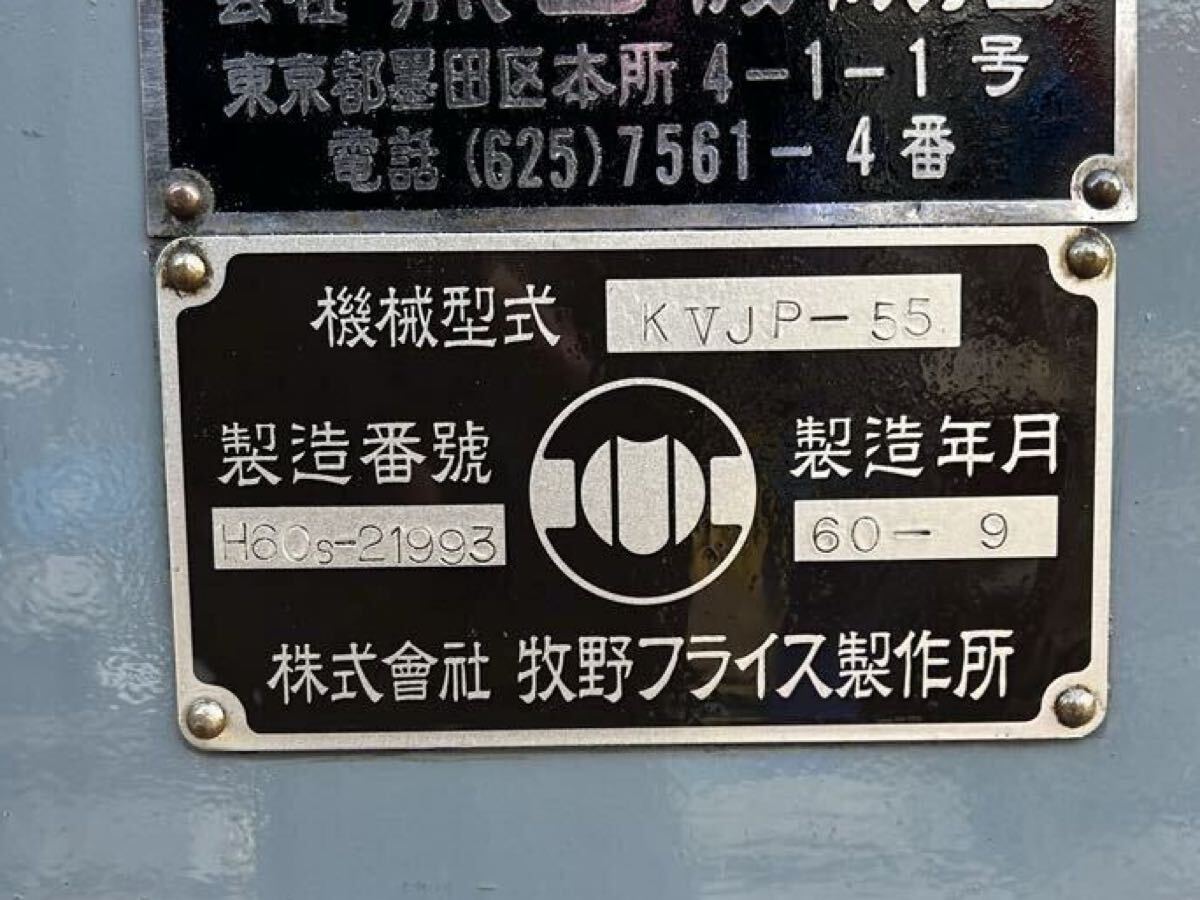 東京都墨田区本所4-1-1号
電話(625)7561-4番
機械型式 KVJP-55
製造番號 製造年月
H60s-21993 60-9
株式會社 牧野フライス製作所